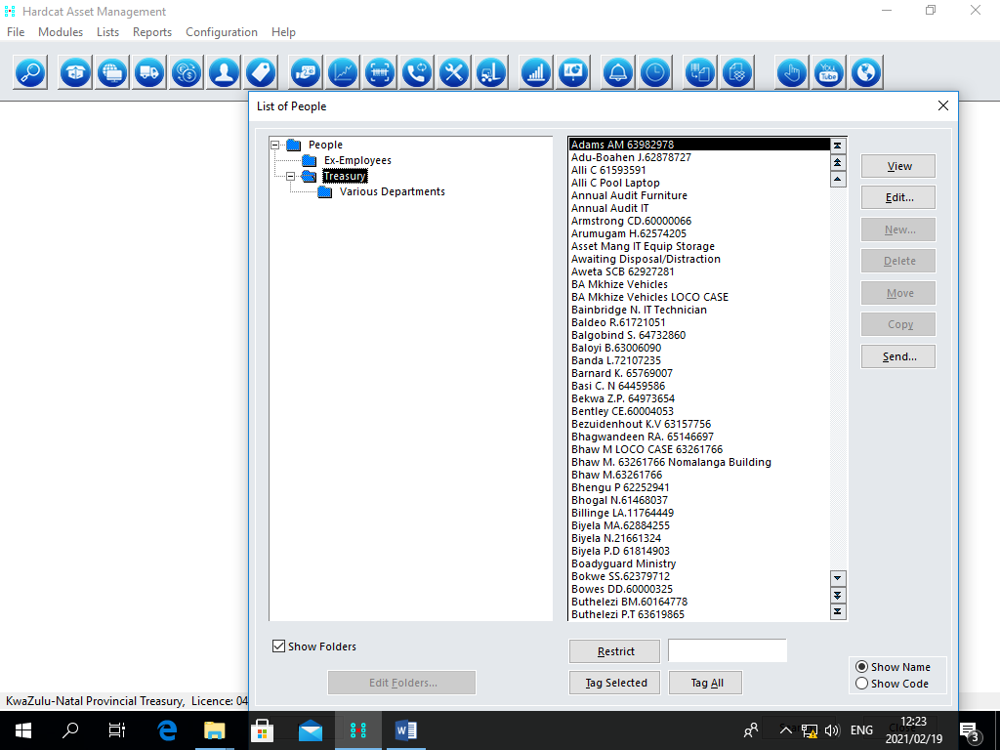 Hardcat Asset Management
File Modules Lists Reports Configuration Help
You Tube
List of People
People
Ex-Employees
Treasury
Various Departments
Adams AM 63982978
Adu-Boahen J.62878727
Alli C 61593591
Alli C Pool Laptop
Annual Audit Furniture
Annual Audit IT
Armstrong CD.60000066
Arumugam H.62574205
Asset Mang IT Equip Storage
Awaiting Disposal/Distraction
Aweta SCB 62927281
BA Mkhize Vehicles
BA Mkhize Vehicles LOCO CASE
Bainbridge N. IT Technician
Baldeo R.61721051
Balgobind S. 64732860
Baloyi B.63006090
Banda L.72107235
Barnard K. 65769007
Basi C. N 64459586
Bekwa Z.P. 64973654
Bentley CE.60004053
Bezuidenhout K.V 63157756
Bhagwandeen RA. 65146697
Bhaw M LOCO CASE 63261766
Bhaw M. 63261766 Nomalanga Building
Bhaw M.63261766
Bhengu P 62252941
Bhogal N.61468037
Billinge LA.11764449
Biyela MA.62884255
Biyela N.21661324
Biyela P.D 61814903
Boadyguard Ministry
Bokwe SS.62379712
Bowes DD.60000325
Buthelezi BM.60164778
Buthelezi P.T 63619865
View
Edit...
New...
Delete
Move
Copy
Send...
Show Folders
Edit Folders...
Restrict
Tag Selected Tag All
Show Name
Show Code
KwaZulu-Natal Provincial Treasury, Licence: 04
ENG
12:23
2021/02/19
3